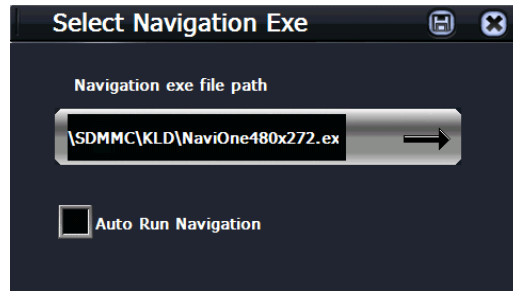 Select Navigation Exe
Navigation exe file path
\SDMMC\KLD\NaviOne480x272.ex
Auto Run Navigation